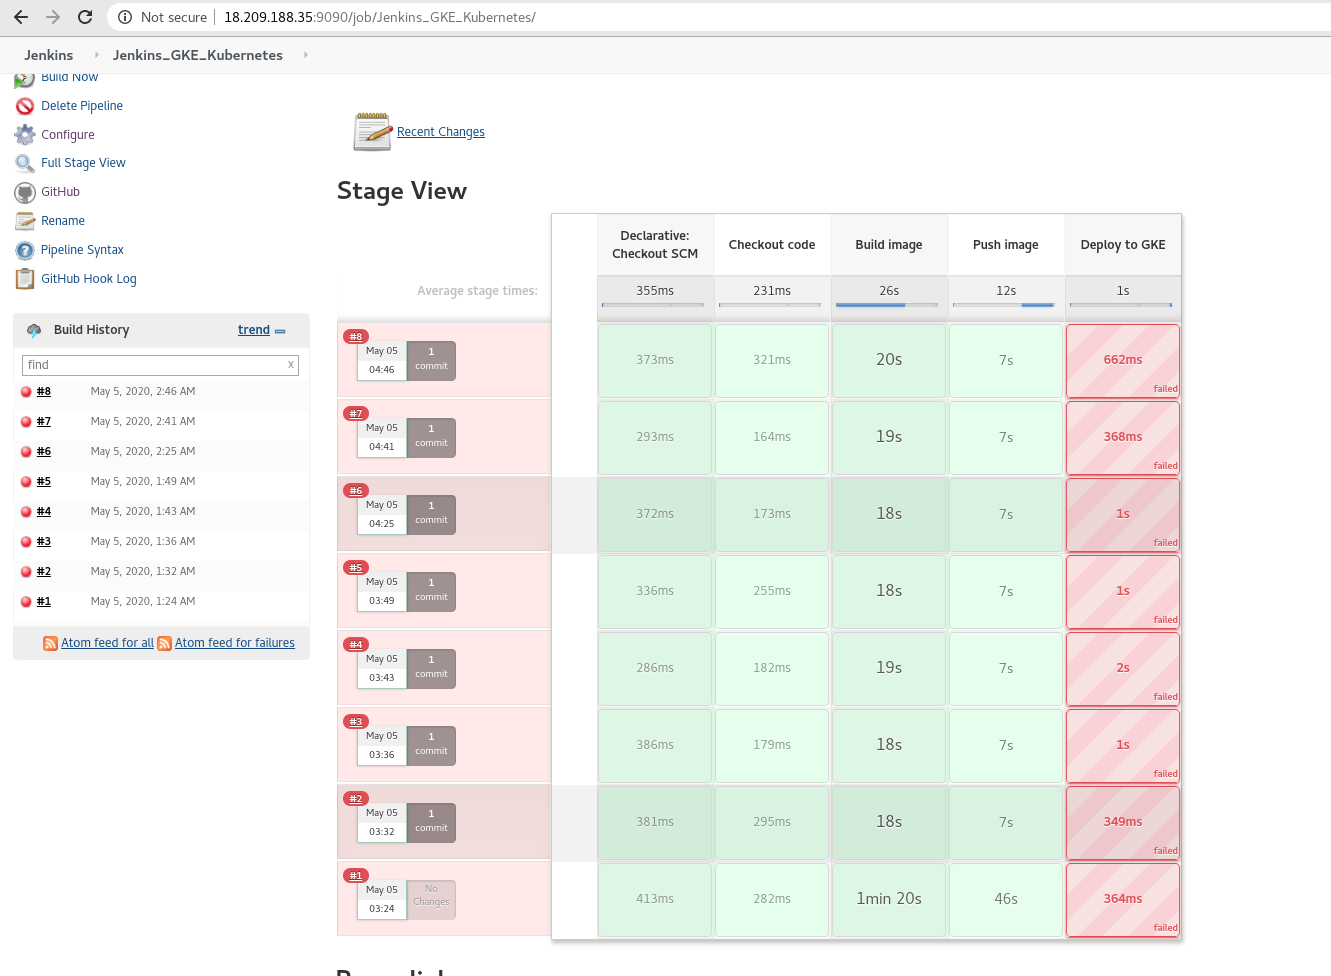 Not secure 18.209.188.35:9090/job/Jenkins_GKE_Kubernetes/
Jenkins Jenkins_GKE_Kubernetes
Build Now
Delete Pipeline
Configure
Full Stage View
GitHub
Rename
Pipeline Syntax
GitHub Hook Log
Build History trend
find x
#8 May 5, 2020, 2:46 AM
#7 May 5, 2020, 2:41 AM
#6 May 5, 2020, 2:25 AM
#5 May 5, 2020, 1:49 AM
#4 May 5, 2020, 1:43 AM
#3 May 5, 2020, 1:36 AM
#2 May 5, 2020, 1:32 AM
#1 May 5, 2020, 1:24 AM
Atom feed for all Atom feed for failures
Recent Changes
Stage View
Declarative:
Checkout SCM
Checkout code
Build image
Push image
Deploy to GKE
Average stage times: 355ms 231ms 26s 12s 1s
#8
May 05
04:46
1
commit
373ms 321ms 20s 7s 662ms
failed
#7
May 05
04:41
1
commit
293ms 164ms 19s 7s 368ms
failed
#6
May 05
04:25
1
commit
372ms 173ms 18s 7s 1s
failed
#5
May 05
03:49
1
commit
336ms 255ms 18s 7s 1s
failed
#4
May 05
03:43
1
commit
286ms 182ms 19s 7s 2s
failed
#3
May 05
03:36
1
commit
386ms 179ms 18s 7s 1s
failed
#2
May 05
03:32
1
commit
381ms 295ms 18s 7s 349ms
failed
#1
May 05
03:24
No
Changes
413ms 282ms 1min 20s 46s 364ms
failed